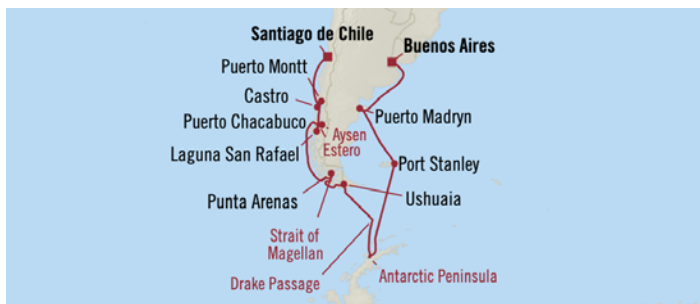 Santiago de Chile
Buenos Aires
Puerto Montt
Castro
Puerto Madryn
Puerto Chacabuco
Aysen
Estero
Laguna San Rafael
Port Stanley
Punta Arenas
Ushuaia
Strait of
Magellan
Drake Passage
Antarctic Peninsula